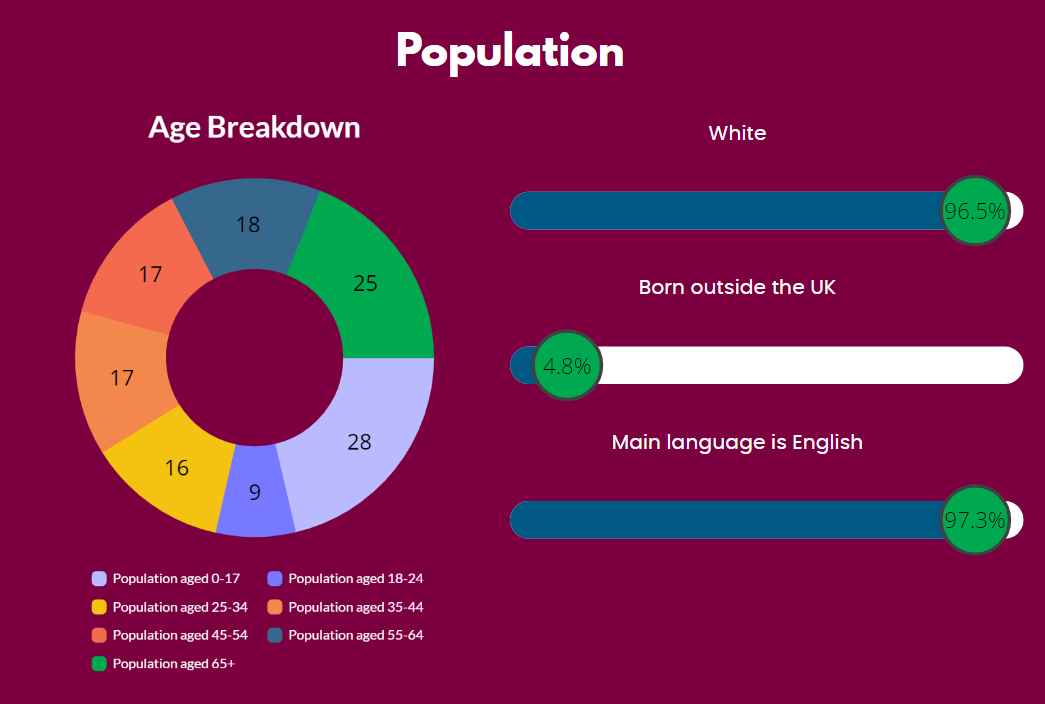 Population
Age Breakdown
18
25
17
17
28
16
9
Population aged 0-17
Population aged 18-24
Population aged 25-34
Population aged 35-44
Population aged 45-54
Population aged 55-64
Population aged 65+
White
96.5%
Born outside the UK
4.8%
Main language is English
97.3%